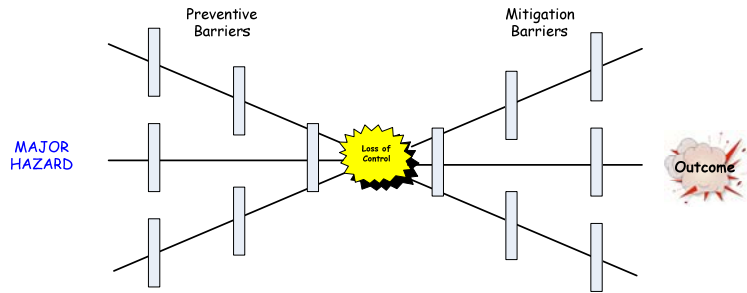 Preventive
Barriers
Mitigation
Barriers
MAJOR
HAZARD
Loss of
Control
Outcome